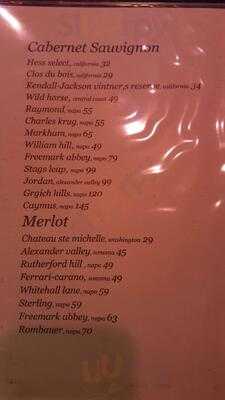 Cabernet Sauvignon
Hess select, california 32
Clos du bois, california 29
Kendall-Jackson vintner,s reserve, california 34
Wild horse, central coast 49
Raymond, napa 55
Charles krug, napa 55
Markham, napa 65
William hill, napa 49
Freemark abbey, napa 79
Stags leap, napa 99
Jordan, alexander valley 99
Grgich hills, napa 120
Caymus, napa 145
Merlot
Chateau ste michelle, washington 29
Alexander valley, sonoma 45
Rutherford hill , napa 49
Ferrari-carano, sonoma 49
Whitehall lane, napa 59
Sterling, napa 59
Freemark abbey, napa 63
Rombauer, napa 70